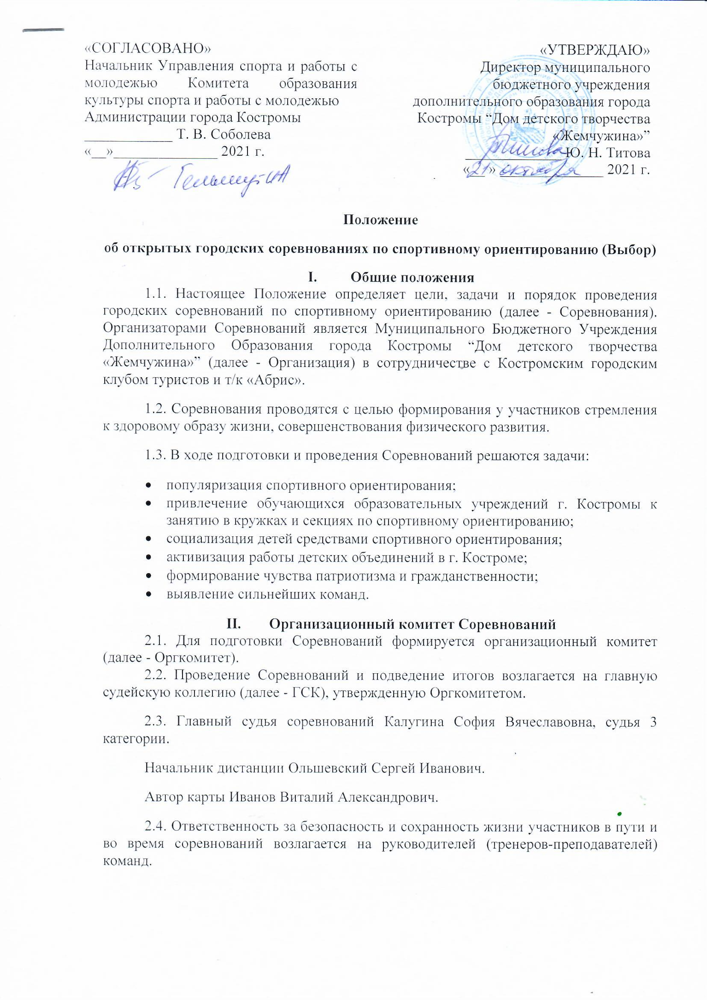 «СОГЛАСОВАНО»
Начальник Управления спорта и работы с
молодежью Комитета образования
культуры спорта и работы с молодежью
Администрации города Костромы
____________ Т. В. Соболева
«__»______________ 2021 г.
«УТВЕРЖДАЮ»
Директор муниципального
бюджетного учреждения
дополнительного образования города
Костромы “Дом детского творчества
«Жемчужина»”
Титова Ю. Н. Титова
«21» октября 2021 г.
Положение
об открытых городских соревнованиях по спортивному ориентированию (Выбор)
I. Общие положения
1.1. Настоящее Положение определяет цели, задачи и порядок проведения
городских соревнований по спортивному ориентированию (далее - Соревнования).
Организаторами Соревнований является Муниципального Бюджетного Учреждения
Дополнительного Образования города Костромы “Дом детского творчества
«Жемчужина»” (далее - Организация) в сотрудничестве с Костромским городским
клубом туристов и т/к «Абрис».
1.2. Соревнования проводятся с целью формирования у участников стремления
к здоровому образу жизни, совершенствования физического развития.
1.3. В ходе подготовки и проведения Соревнований решаются задачи:
• популяризация спортивного ориентирования;
• привлечение обучающихся образовательных учреждений г. Костромы к
занятию в кружках и секциях по спортивному ориентированию;
• социализация детей средствами спортивного ориентирования;
• активизация работы детских объединений в г. Костроме;
• формирование чувства патриотизма и гражданственности;
• выявление сильнейших команд.
II. Организационный комитет Соревнований
2.1. Для подготовки Соревнований формируется организационный комитет
(далее - Оргкомитет).
2.2. Проведение Соревнований и подведение итогов возлагается на главную
судейскую коллегию (далее - ГСК), утвержденную Оргкомитетом.
2.3. Главный судья соревнований Калугина София Вячеславовна, судья 3
категории.
Начальник дистанции Ольшевский Сергей Иванович.
Автор карты Иванов Виталий Александрович.
2.4. Ответственность за безопасность и сохранность жизни участников в пути и
во время соревнований возлагается на руководителей (тренеров-преподавателей)
команд.